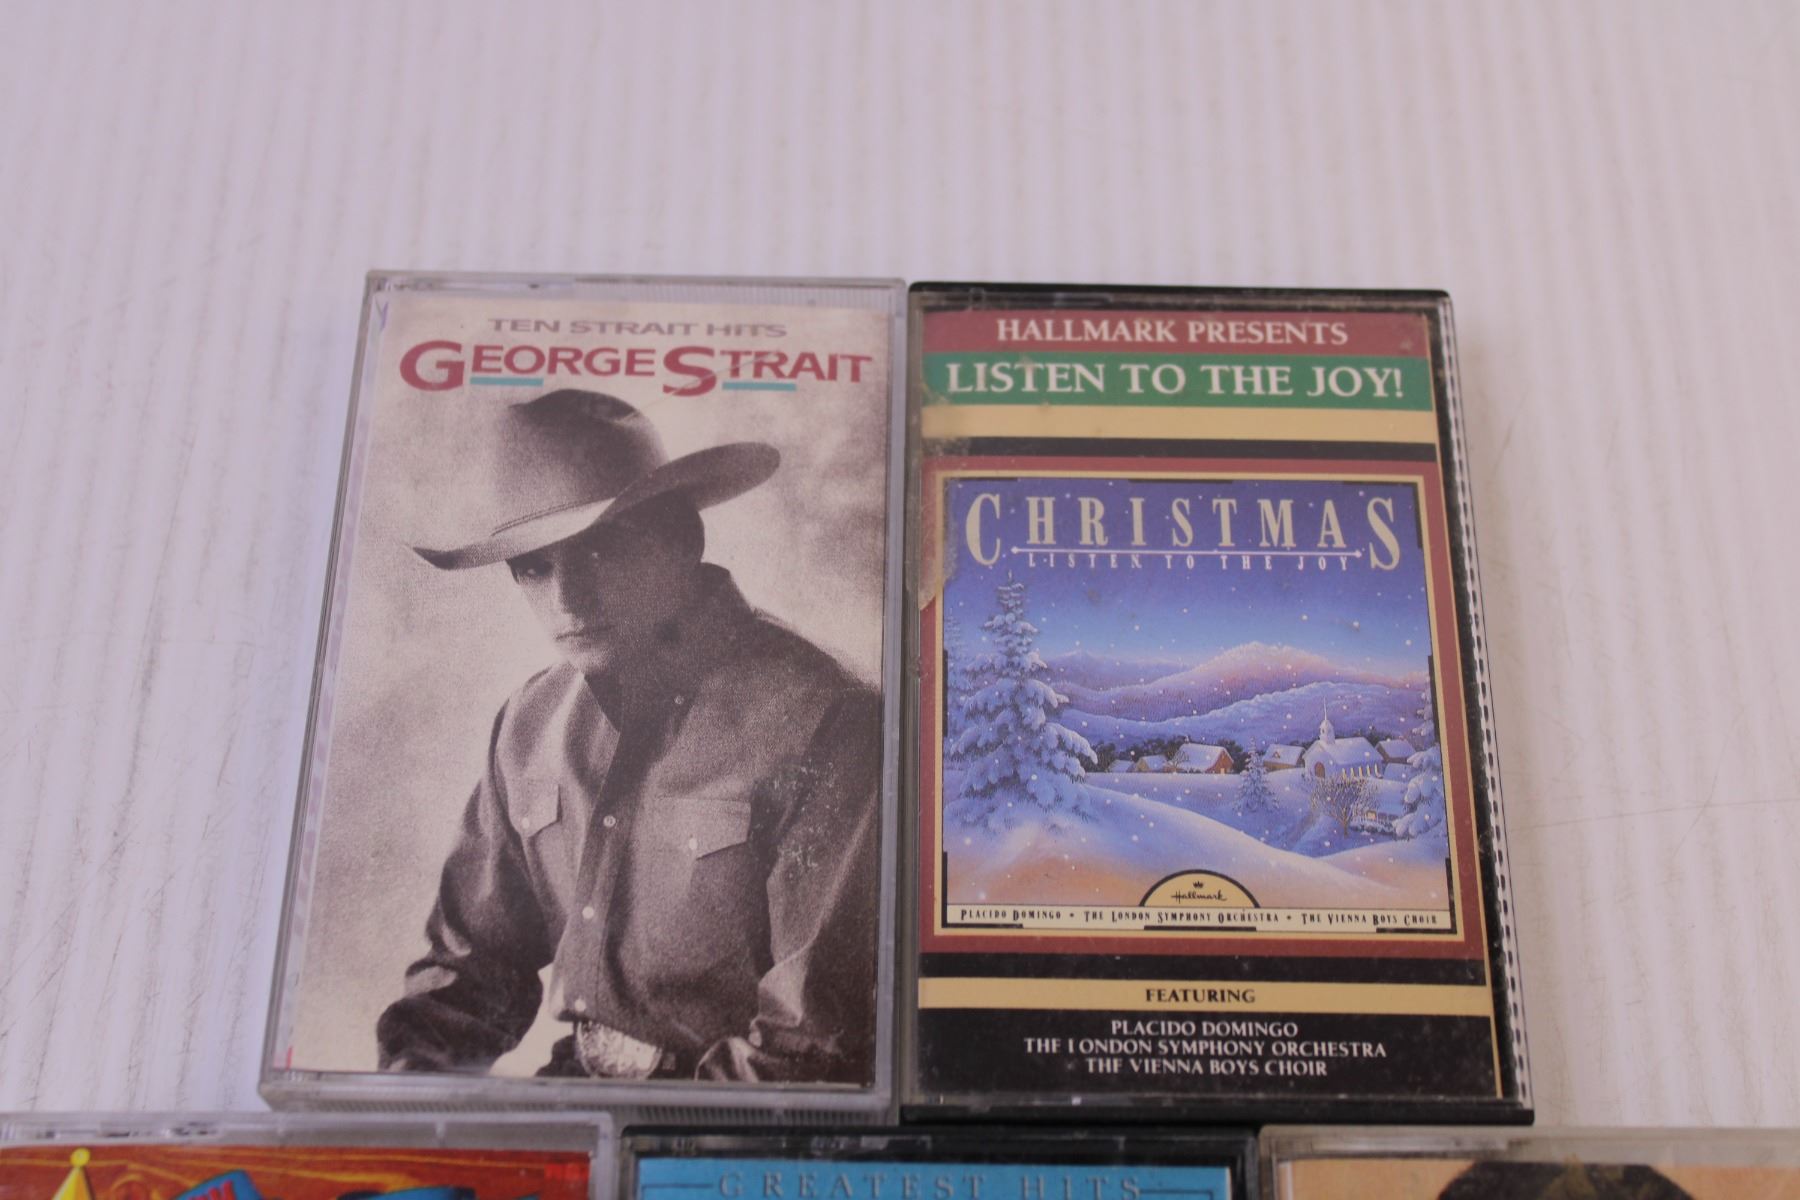 TEN STRAIT HITS
GEORGE STRAIT
HALLMARK PRESENTS
LISTEN TO THE JOY!
CHRISTMAS
LISTEN TO THE JOY
Hallmark
PLACIDO DOMINGO • THE LONDON SYMPHONY ORCHESTRA • THE VIENNA BOYS CHOIR
FEATURING
PLACIDO DOMINGO
THE LONDON SYMPHONY ORCHESTRA
THE VIENNA BOYS CHOIR
GREATEST HITS